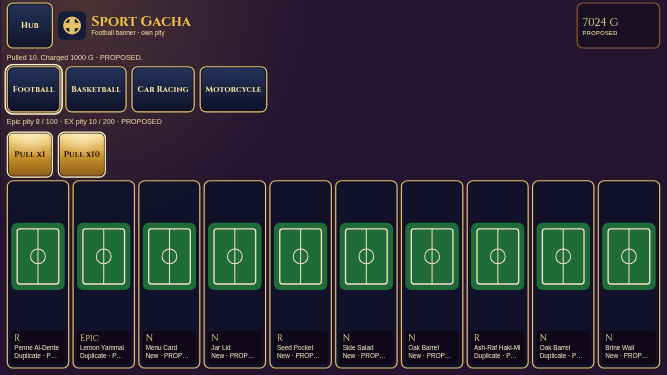 Hub
Sport Gacha
Football banner · own pity
7024 G
PROPOSED
Pulled 10. Charged 1000 G · PROPOSED.
Football
Basketball
Car Racing
Motorcycle
Epic pity 8 / 100 · EX pity 10 / 200 · PROPOSED
Pull x1
Pull x10
R
Penne Al-Dente
Duplicate · P…
Epic
Lemon Yammal
Duplicate · P…
N
Menu Card
New · PROP…
N
Jar Lid
New · PROP…
R
Seed Pocket
New · PROP…
N
Side Salad
New · PROP…
N
Oak Barrel
New · PROP…
R
Ash-Raf Haki-Mi
Duplicate · P…
N
Oak Barrel
Duplicate · P…
N
Brine Wall
New · PROP…